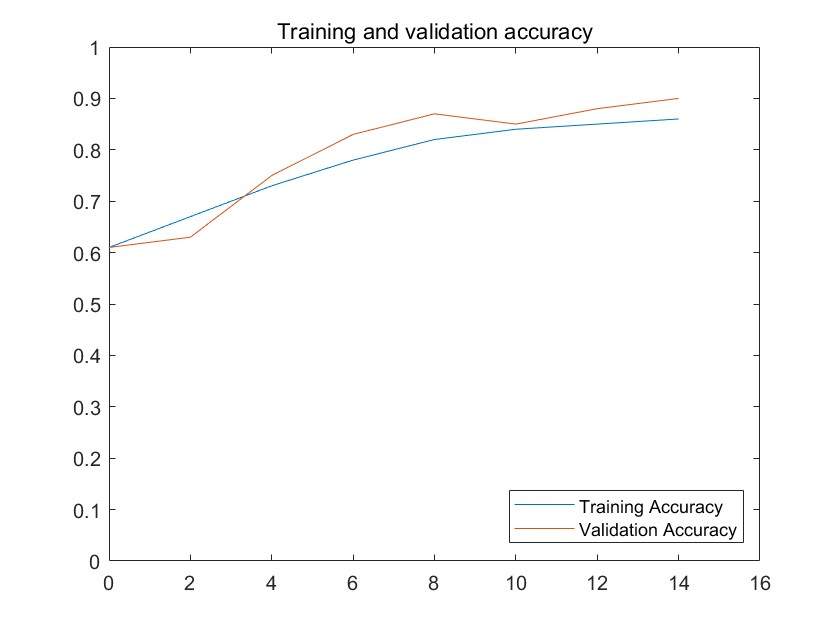 Training and validation accuracy
1
0.9
0.8
0.7
0.6
0.5
0.4
0.3
0.2
0.1
0
Training Accuracy
Validation Accuracy
0 2 4 6 8 10 12 14 16